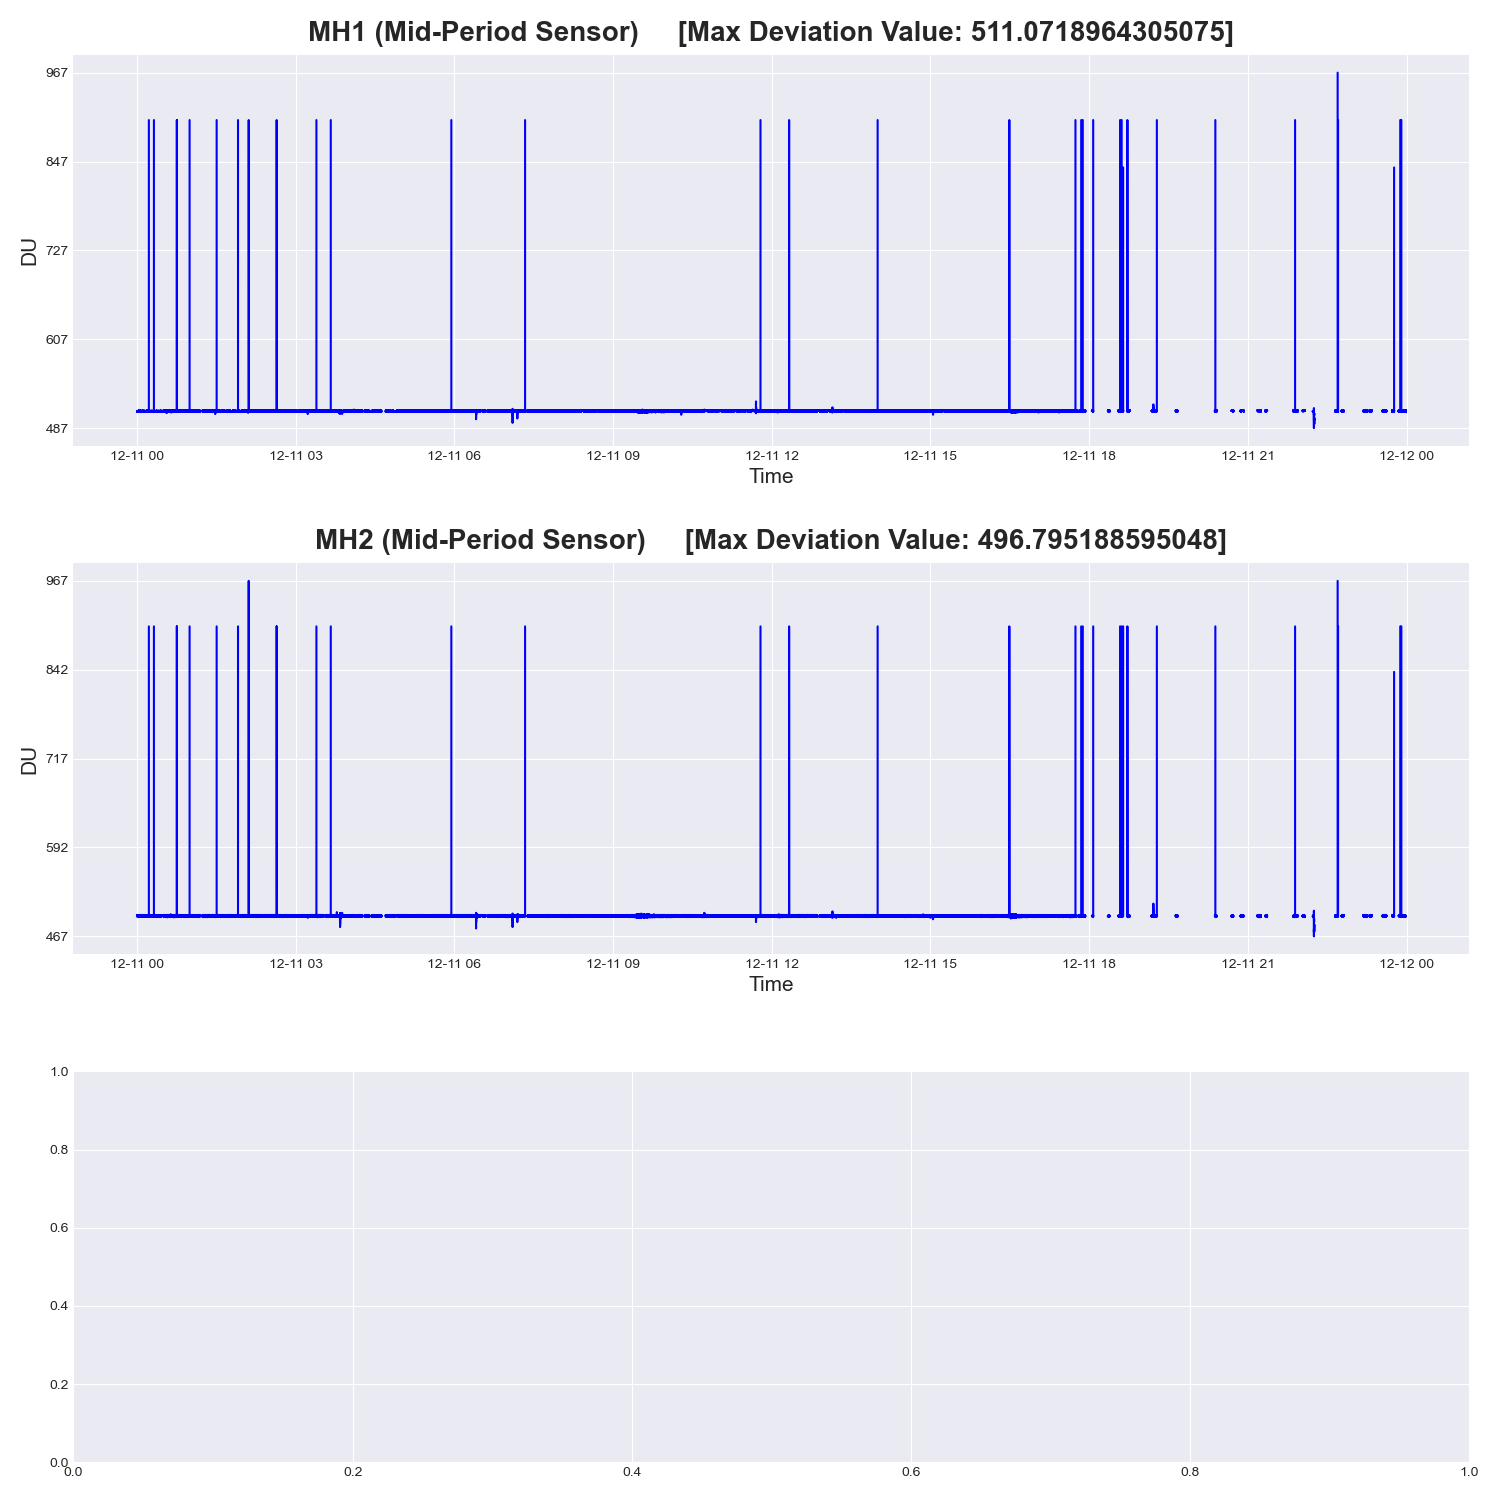 MH1 (Mid-Period Sensor) [Max Deviation Value: 511.0718964305075]
967
847
727
607
487
DU
12-11 00 12-11 03 12-11 06 12-11 09 12-11 12 12-11 15 12-11 18 12-11 21 12-12 00
Time
MH2 (Mid-Period Sensor) [Max Deviation Value: 496.795188595048]
967
842
717
592
467
DU
12-11 00 12-11 03 12-11 06 12-11 09 12-11 12 12-11 15 12-11 18 12-11 21 12-12 00
Time
1.0
0.8
0.6
0.4
0.2
0.0
0.0 0.2 0.4 0.6 0.8 1.0